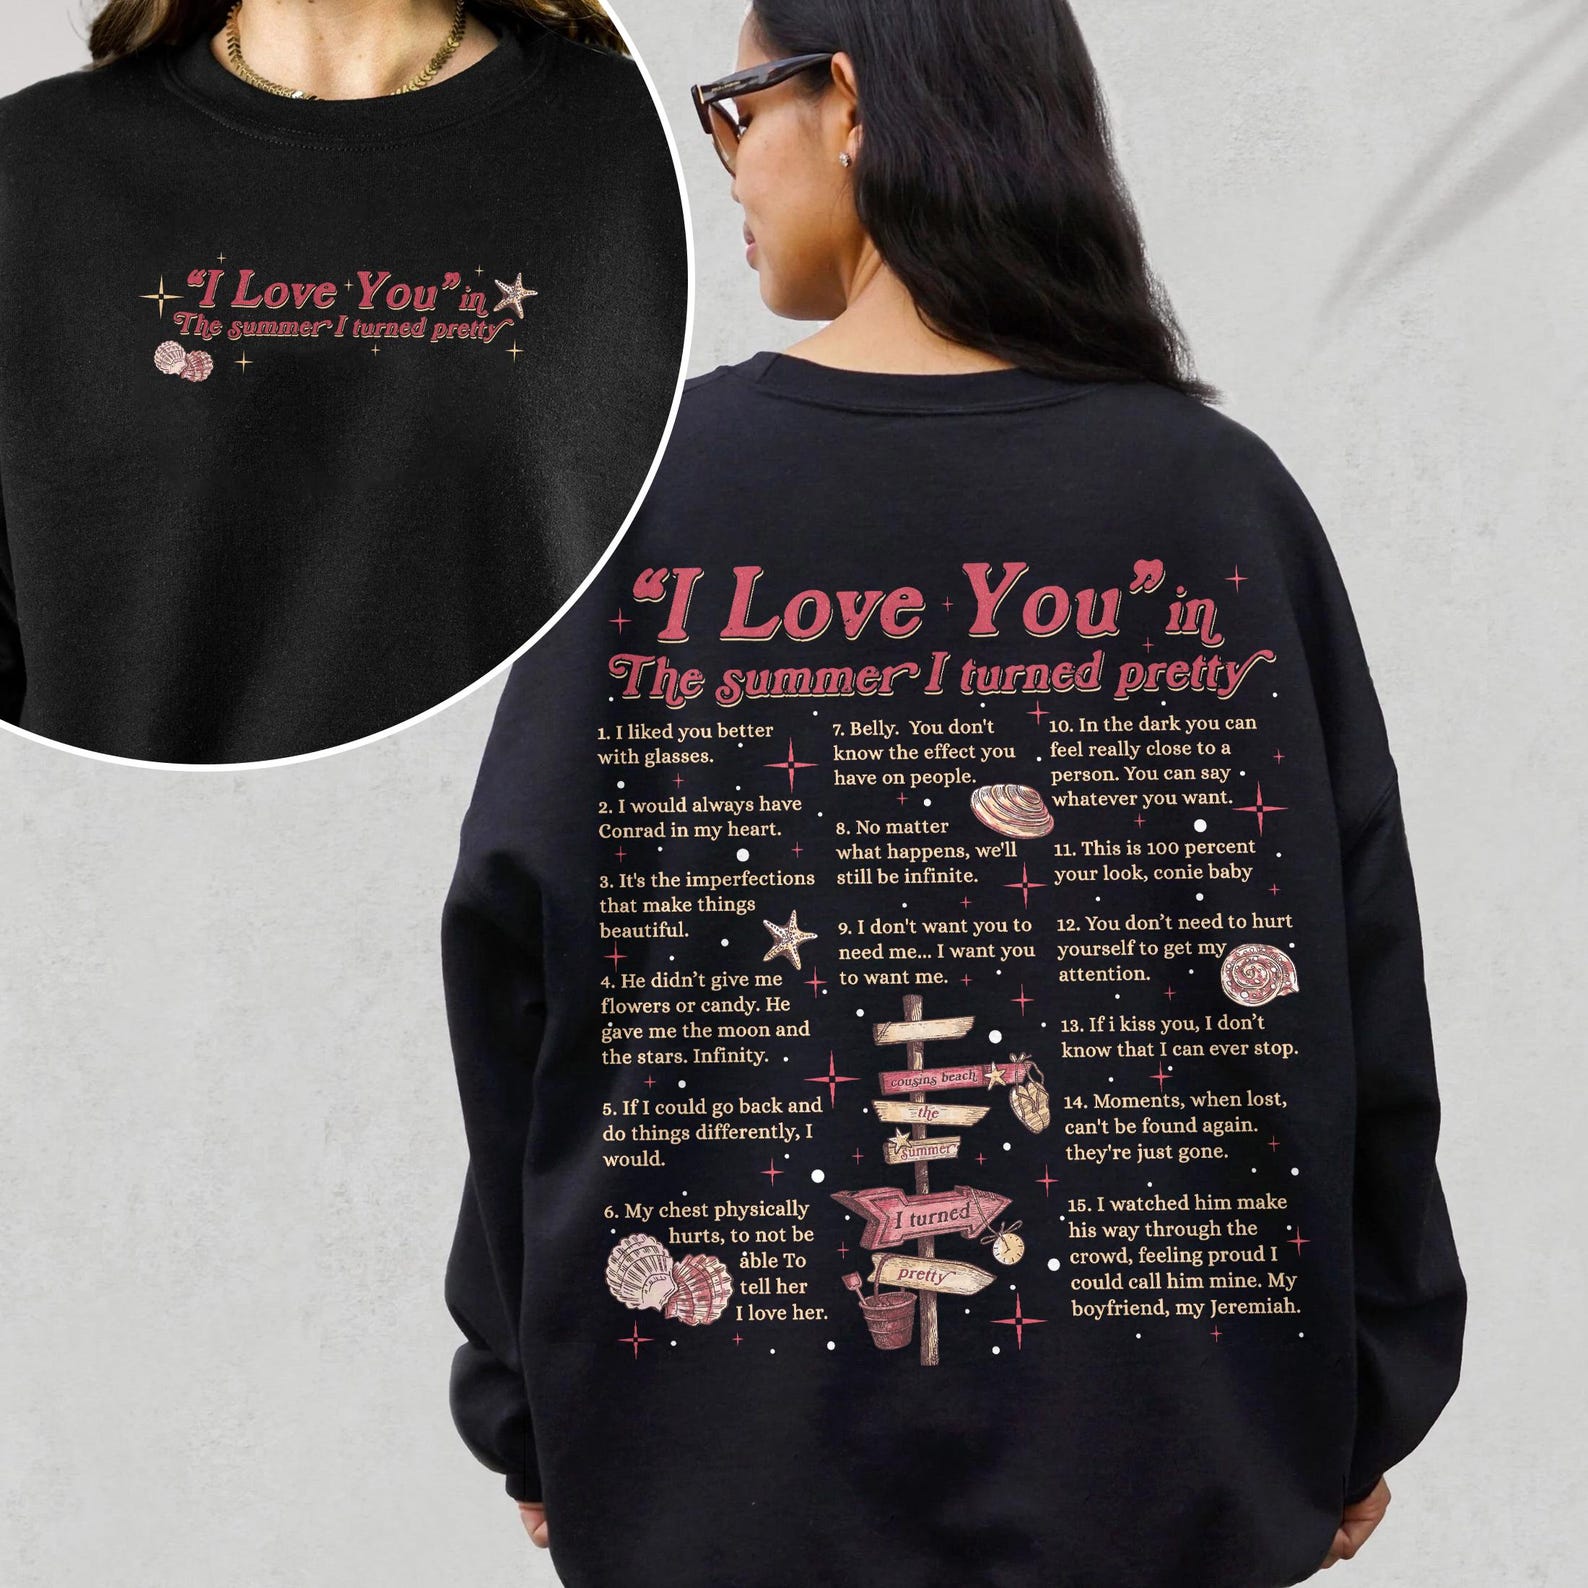 “I Love You” in
The summer I turned pretty
“I Love You” in
The summer I turned pretty
1. I liked you better
with glasses.
2. I would always have
Conrad in my heart.
3. It's the imperfections
that make things
beautiful.
4. He didn’t give me
flowers or candy. He
gave me the moon and
the stars. Infinity.
5. If I could go back and
do things differently, I
would.
6. My chest physically
hurts, to not be
able To
tell her
I love her.
7. Belly. You don't
know the effect you
have on people.
8. No matter
what happens, we'll
still be infinite.
9. I don't want you to
need me... I want you
to want me.
cousins beach
the
summer
I turned
pretty
10. In the dark you can
feel really close to a
person. You can say
whatever you want.
11. This is 100 percent
your look, conie baby
12. You don’t need to hurt
yourself to get my
attention.
13. If i kiss you, I don’t
know that I can ever stop.
14. Moments, when lost,
can't be found again.
they're just gone.
15. I watched him make
his way through the
crowd, feeling proud I
could call him mine. My
boyfriend, my Jeremiah.